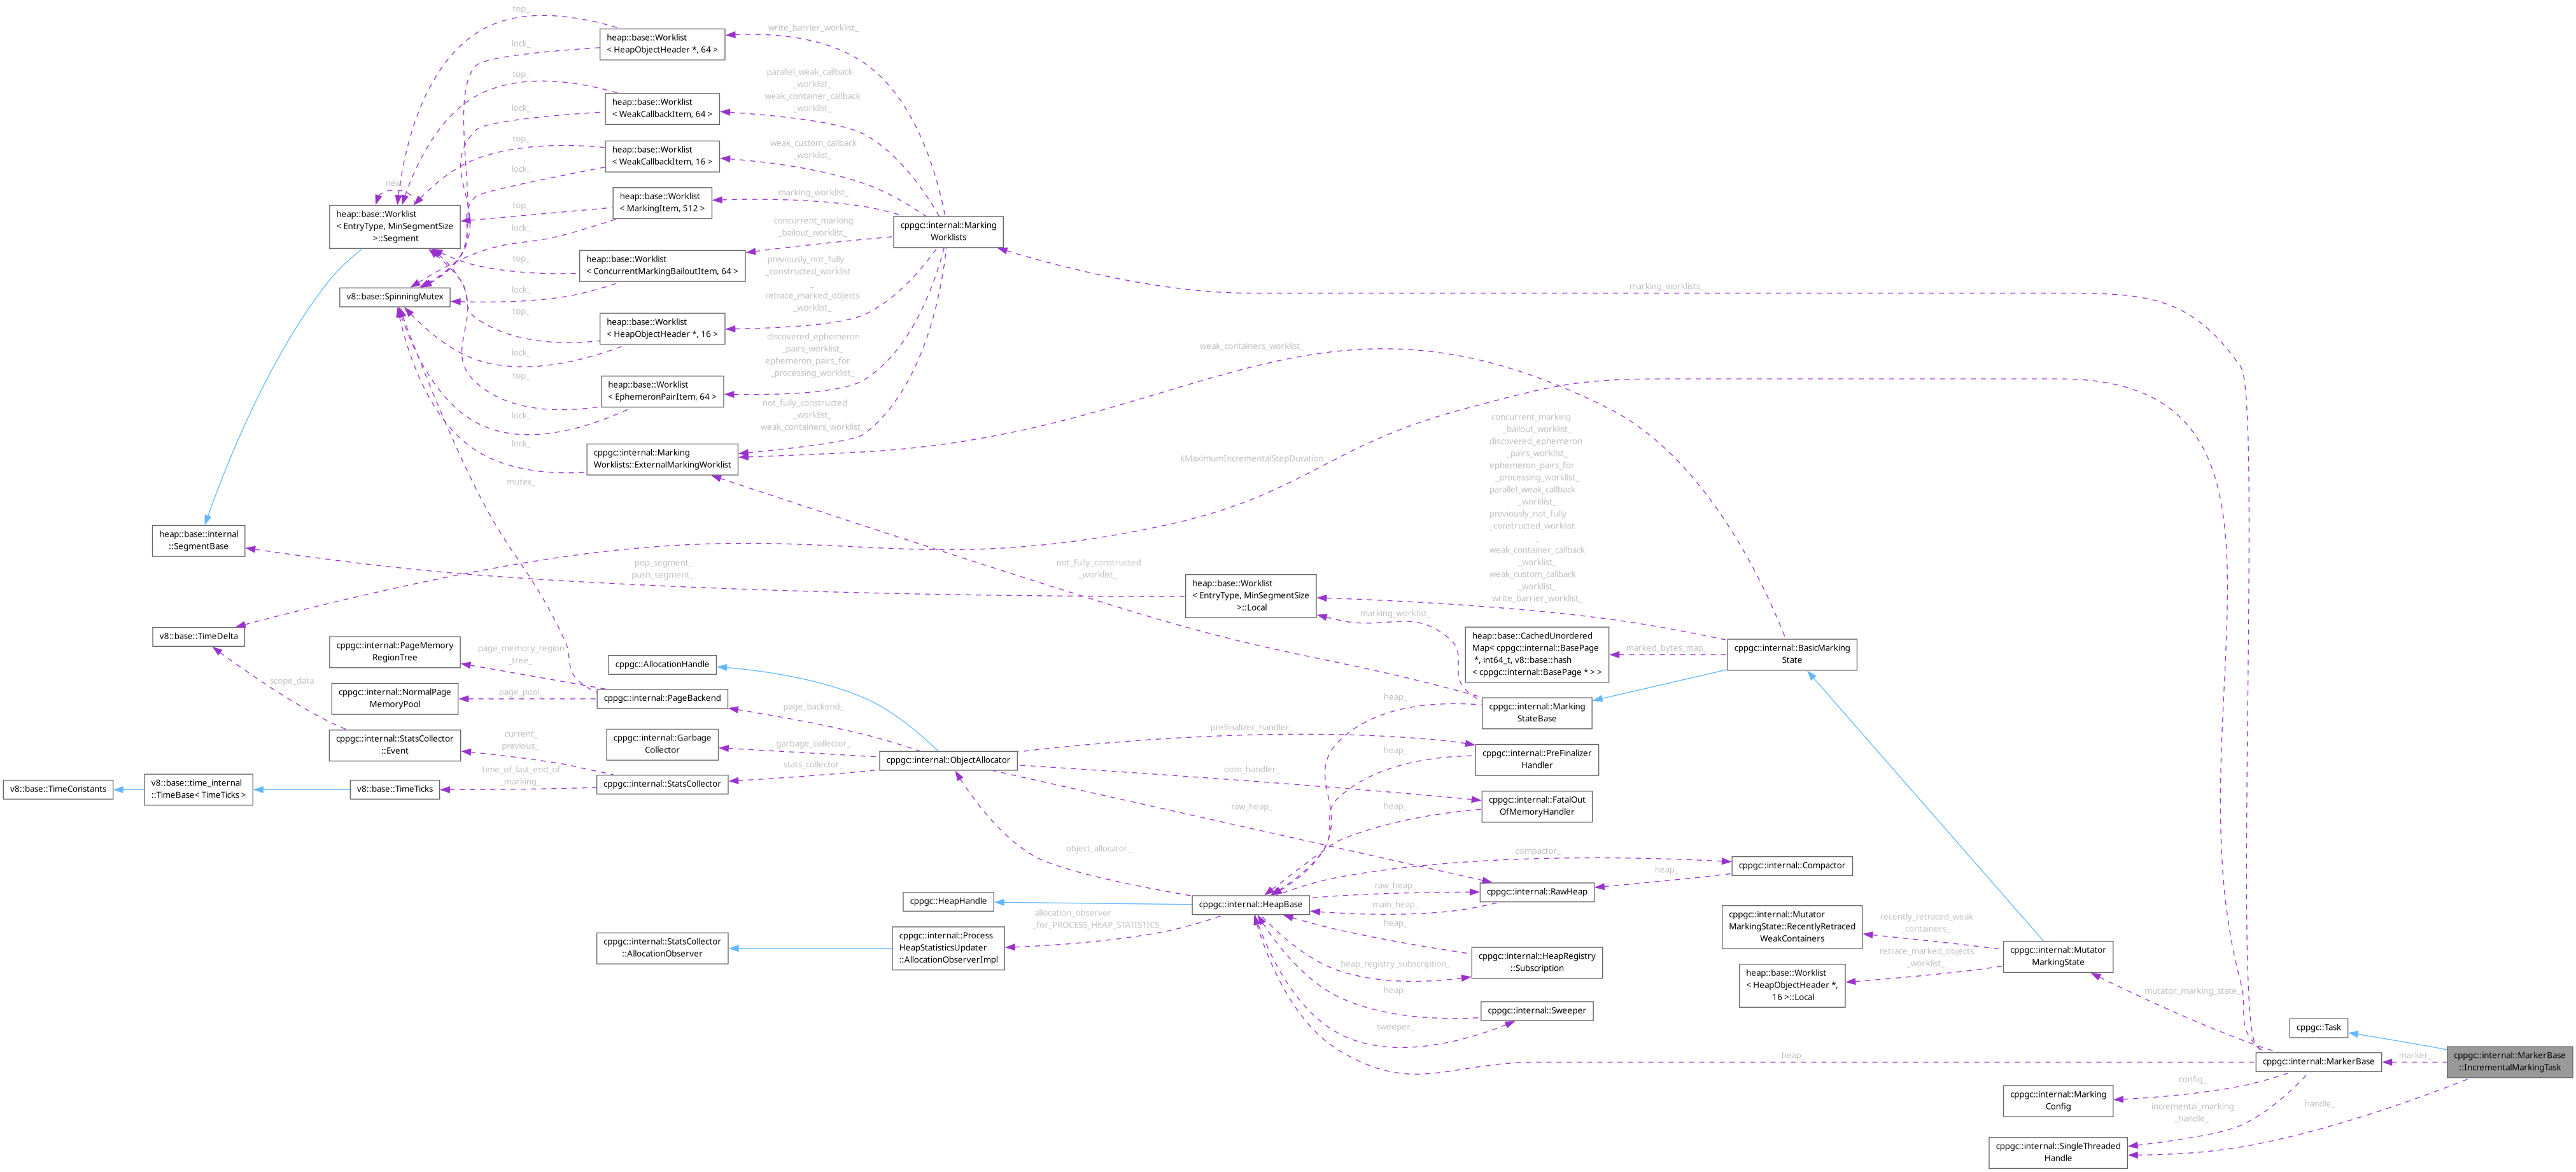 top_
heap::base::Worklist
< HeapObjectHeader *, 64 >
write_barrier_worklist_
lock_
top_
heap::base::Worklist
< WeakCallbackItem, 64 >
parallel_weak_callback
_worklist_
weak_container_callback
_worklist_
lock_
top_
heap::base::Worklist
< WeakCallbackItem, 16 >
weak_custom_callback
_worklist_
lock_
next_
heap::base::Worklist
< EntryType, MinSegmentSize
>::Segment
top_
lock_
heap::base::Worklist
< MarkingItem, 512 >
marking_worklist_
cppgc::internal::Marking
Worklists
concurrent_marking
_bailout_worklist_
top_
heap::base::Worklist
< ConcurrentMarkingBailoutItem, 64 >
previously_not_fully
_constructed_worklist
_
retrace_marked_objects
_worklist_
lock_
v8::base::SpinningMutex
marking_worklists_
top_
heap::base::Worklist
< HeapObjectHeader *, 16 >
lock_
discovered_ephemeron
_pairs_worklist_
ephemeron_pairs_for
_processing_worklist_
weak_containers_worklist_
top_
heap::base::Worklist
< EphemeronPairItem, 64 >
lock_
not_fully_constructed
_worklist_
weak_containers_worklist_
lock_
cppgc::internal::Marking
Worklists::ExternalMarkingWorklist
kMaximumIncrementalStepDuration
mutex_
concurrent_marking
_bailout_worklist_
discovered_ephemeron
_pairs_worklist_
ephemeron_pairs_for
_processing_worklist_
parallel_weak_callback
_worklist_
previously_not_fully
_constructed_worklist
_
weak_container_callback
_worklist_
weak_custom_callback
_worklist_
write_barrier_worklist_
heap::base::internal
::SegmentBase
pop_segment_
push_segment_
not_fully_constructed
_worklist_
heap::base::Worklist
< EntryType, MinSegmentSize
>::Local
marking_worklist_
v8::base::TimeDelta
cppgc::internal::PageMemory
RegionTree
page_memory_region
_tree_
cppgc::AllocationHandle
heap::base::CachedUnordered
Map< cppgc::internal::BasePage
*, int64_t, v8::base::hash
< cppgc::internal::BasePage * > >
marked_bytes_map_
cppgc::internal::BasicMarking
State
scope_data
cppgc::internal::NormalPage
MemoryPool
page_pool_
cppgc::internal::PageBackend
page_backend_
heap_
cppgc::internal::Marking
StateBase
cppgc::internal::StatsCollector
::Event
current_
previous_
cppgc::internal::Garbage
Collector
garbage_collector_
prefinalizer_handler_
heap_
cppgc::internal::PreFinalizer
Handler
cppgc::internal::ObjectAllocator
stats_collector_
oom_handler_
time_of_last_end_of
_marking_
cppgc::internal::StatsCollector
v8::base::TimeConstants
v8::base::time_internal
::TimeBase< TimeTicks >
v8::base::TimeTicks
raw_heap_
heap_
cppgc::internal::FatalOut
OfMemoryHandler
object_allocator_
compactor_
cppgc::internal::Compactor
heap_
cppgc::HeapHandle
cppgc::internal::HeapBase
raw_heap_
main_heap_
cppgc::internal::RawHeap
allocation_observer
_for_PROCESS_HEAP_STATISTICS_
heap_
cppgc::internal::Mutator
MarkingState::RecentlyRetraced
WeakContainers
recently_retraced_weak
_containers_
cppgc::internal::StatsCollector
::AllocationObserver
cppgc::internal::Process
HeapStatisticsUpdater
::AllocationObserverImpl
heap_registry_subscription_
cppgc::internal::HeapRegistry
::Subscription
retrace_marked_objects
_worklist_
cppgc::internal::Mutator
MarkingState
heap::base::Worklist
< HeapObjectHeader *,
16 >::Local
heap_
cppgc::internal::Sweeper
sweeper_
mutator_marking_state_
cppgc::Task
heap_
cppgc::internal::MarkerBase
marker_
cppgc::internal::MarkerBase
::IncrementalMarkingTask
config_
cppgc::internal::Marking
Config
incremental_marking
_handle_
handle_
cppgc::internal::SingleThreaded
Handle